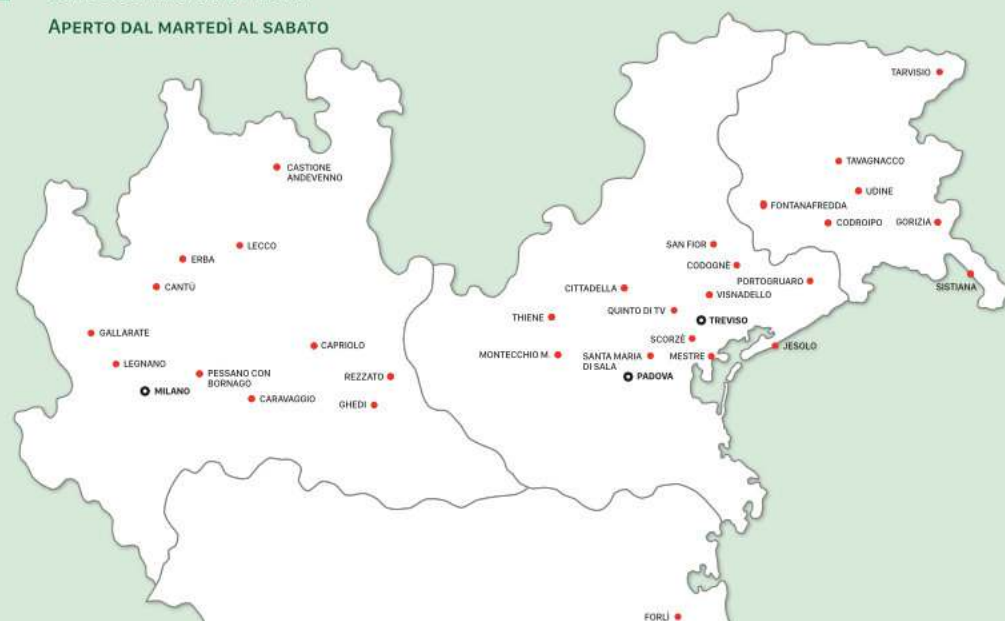 APERTO DAL MARTEDÌ AL SABATO
TARVISIO
CASTIONE
ANDEVENNO
TAVAGNACCO
UDINE
FONTANAFREDDA
CODROIPO
GORIZIA
LECCO
SAN FIOR
ERBA
CODOGNÈ
PORTOGRUARO
SISTIANA
CANTÙ
CITTADELLA
VISNADELLO
QUINTO DI TV
THIENE
TREVISO
GALLARATE
SCORZÈ
CAPRIOLO
JESOLO
LEGNANO
MONTECCHIO M.
SANTA MARIA
DI SALA
MESTRE
PESSANO CON
BORNAGO
REZZATO
PADOVA
MILANO
CARAVAGGIO
GHEDI
FORLÌ